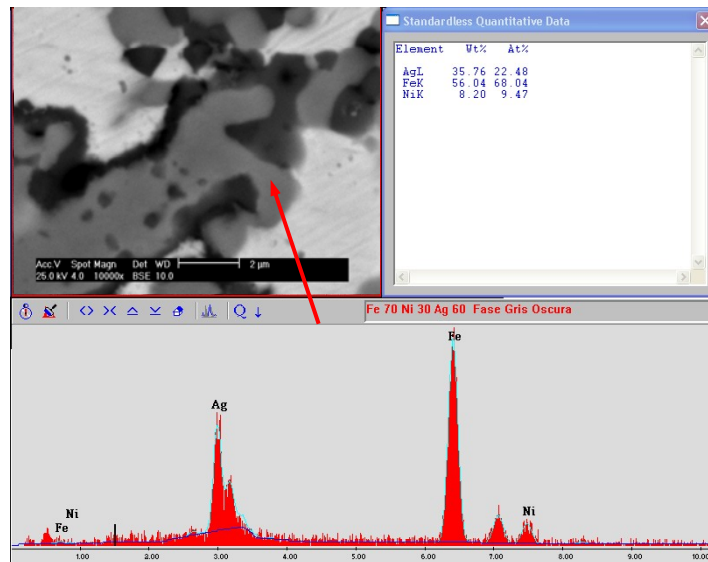 Standardless Quantitative Data
Element Wt% At%
AgL 35.76 22.48
FeK 56.04 68.04
NiK 8.20 9.47
Acc.V Spot Magn Det WD 2 µm
25.0 kV 4.0 10000x BSE 10.0
Fe 70 Ni 30 Ag 60 Fase Gris Oscura
Fe
Ag
Ni
Ni
Fe
1.00 2.00 3.00 4.00 5.00 6.00 7.00 8.00 9.00 10.00